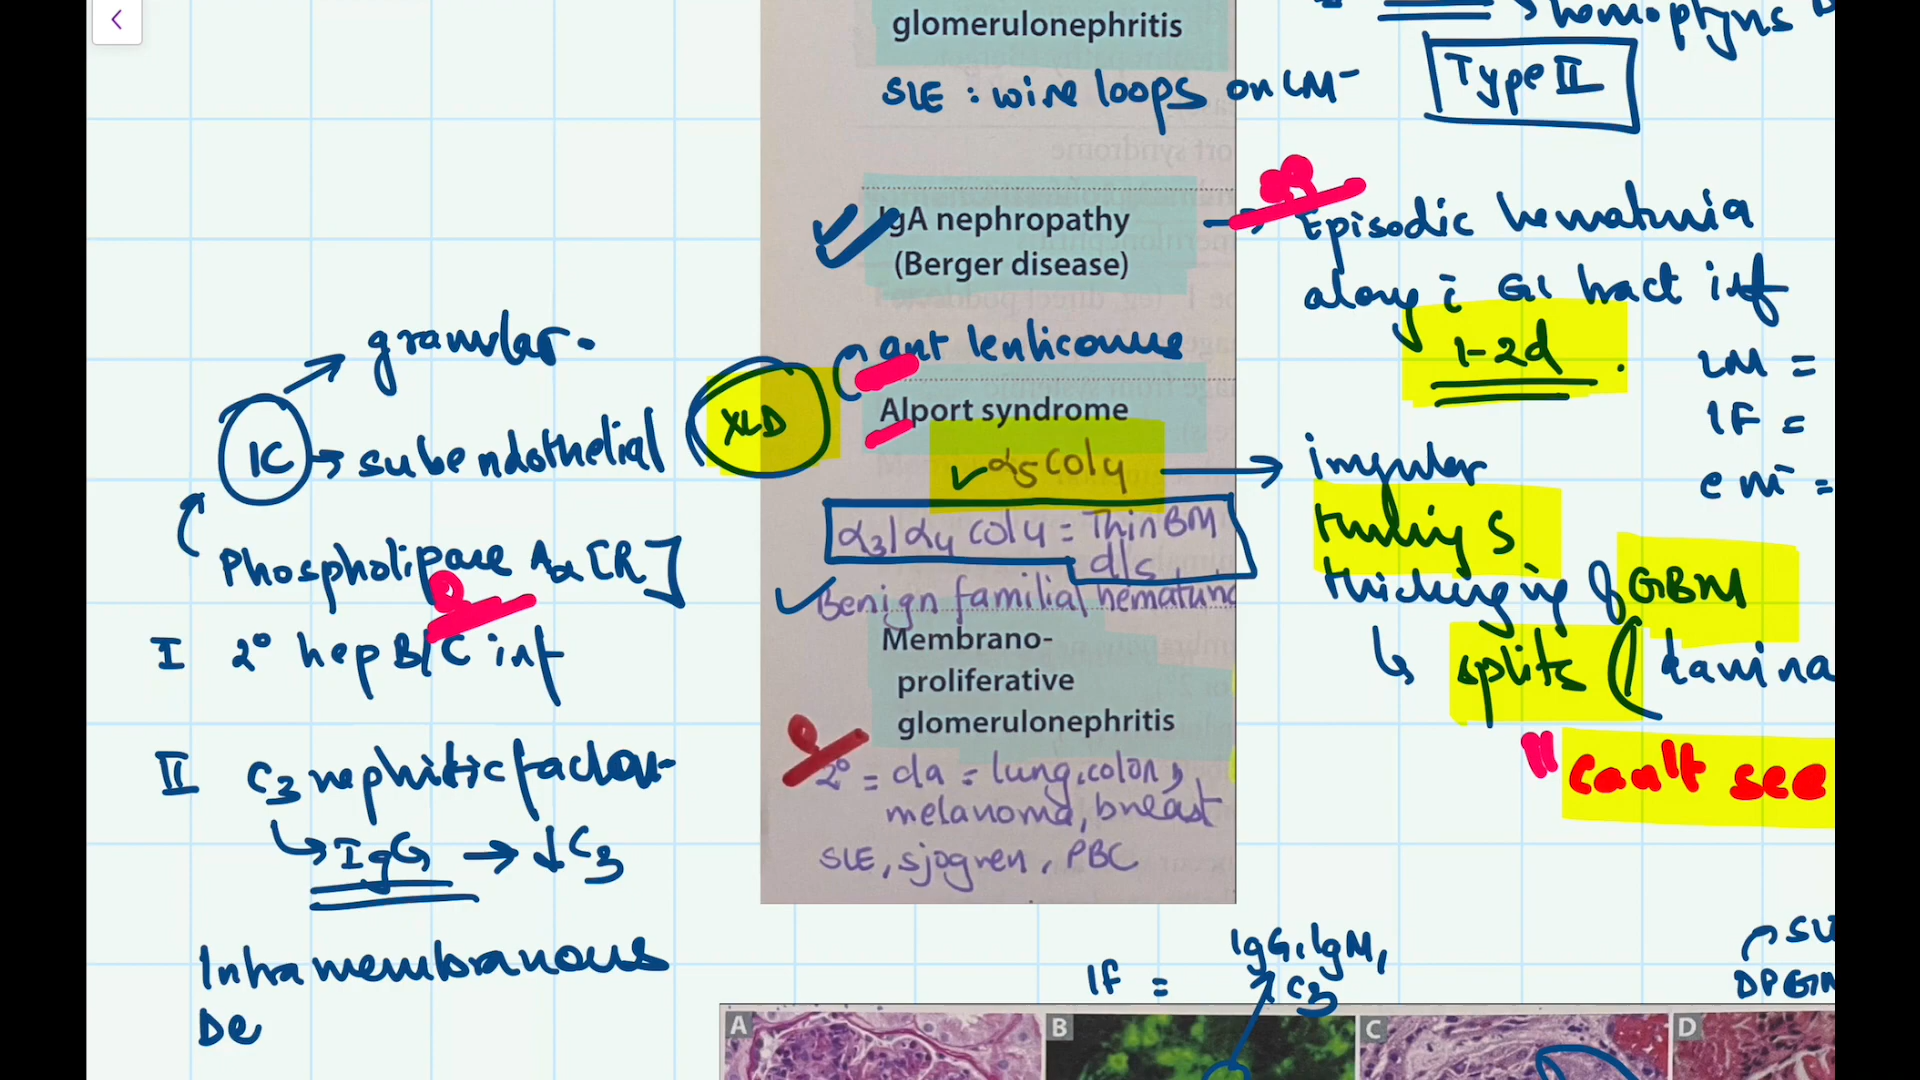 glomerulonephritis
SLE : wire loops on LM
Type II
IgA nephropathy
(Berger disease)
Episodic hematuria
along c̄ GI tract inf
1-2d
LM =
IF =
em =
ant lenticonus
XLD
Alport syndrome
α5 col4
α3/α4 col4 = Thin BM
d/s
Benign familial
irregular
thinning &
thickening of GBM
splits (lamina
"can't see
granular
IC → subendothelial
Phospholipase A2 [R]
I 2° hep B/C inf
II C3 nephritic factor
IgG → ↓C3
Intramembranous
De
Membrano-
proliferative
glomerulonephritis
2° = ca = lung, colon,
melanoma, breast
SLE, sjogren, PBC
IF = IgG, IgM,
C3
DPGN
A
B
C
D